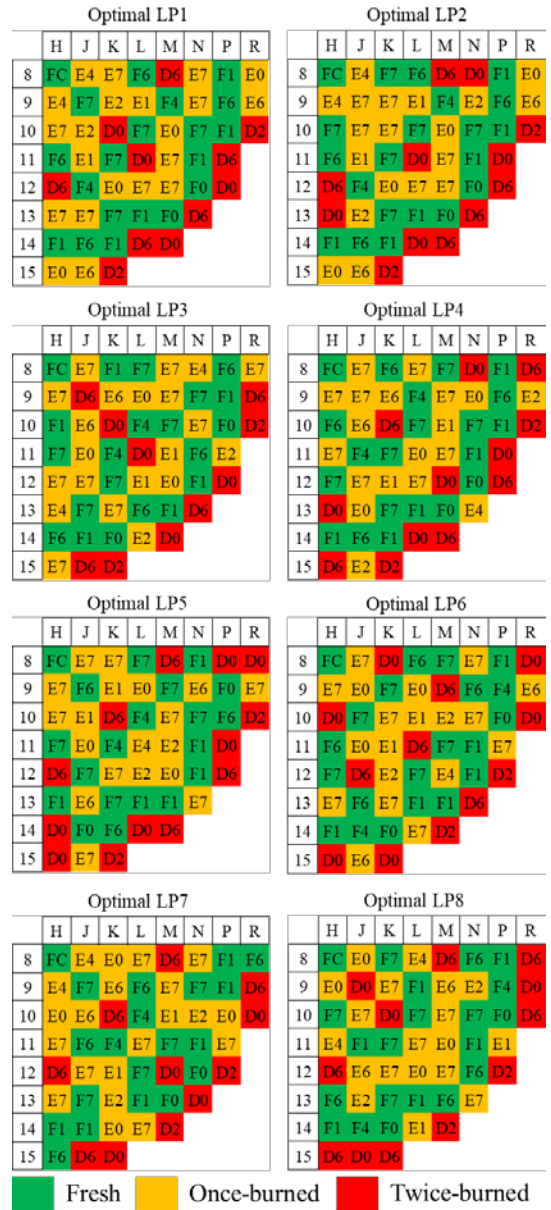 Optimal LP1
H J K L M N P R
8 FC E4 E7 F6 D6 E7 F1 E0
9 E4 F7 E2 E1 F4 E7 F6 E6
10 E7 E2 D0 F7 E0 F7 F1 D2
11 F6 E1 F7 D0 E7 F1 D6
12 D6 F4 E0 E7 E7 F0 D0
13 E7 E7 F7 F1 F0 D6
14 F1 F6 F1 D6 D0
15 E0 E6 D2
Optimal LP2
H J K L M N P R
8 FC E4 F7 F6 D6 D0 F1 E0
9 E4 E7 E7 E1 F4 E2 F6 E6
10 F7 E7 E7 F7 E0 F7 F1 D2
11 F6 E1 F7 D0 E7 F1 D0
12 D6 F4 E0 E7 E7 F0 D6
13 D0 E2 F7 F1 F0 D6
14 F1 F6 F1 D0 D6
15 E0 E6 D2
Optimal LP3
H J K L M N P R
8 FC E7 F1 F7 E7 E4 F6 E7
9 E7 D6 E6 E0 E7 F7 F1 D6
10 F1 E6 D0 F4 F7 E7 F0 D2
11 F7 E0 F4 D0 E1 F6 E2
12 E7 E7 F7 E1 E0 F1 D0
13 E4 F7 E7 F6 F1 D6
14 F6 F1 F0 E2 D0
15 E7 D6 D2
Optimal LP4
H J K L M N P R
8 FC E7 F6 E7 F7 D0 F1 D6
9 E7 E7 E6 F4 E7 E0 F6 E2
10 F6 E6 D6 F7 E1 F7 F1 D2
11 E7 F4 F7 E0 E7 F1 D0
12 F7 E7 E1 E7 D0 F0 D6
13 D0 E0 F7 F1 F0 E4
14 F1 F6 F1 D0 D6
15 D6 E2 D2
Optimal LP5
H J K L M N P R
8 FC E7 E7 F7 D6 F1 D0 D0
9 E7 F6 E1 E0 F7 E6 F0 E7
10 E7 E1 D6 F4 E7 F7 F6 D2
11 F7 E0 F4 E4 E2 F1 D0
12 D6 F7 E7 E2 E0 F1 D6
13 F1 E6 F7 F1 F1 E7
14 D0 F0 F6 D0 D6
15 D0 E7 D2
Optimal LP6
H J K L M N P R
8 FC E7 D0 F6 F7 E7 F1 D0
9 E7 E0 F7 E0 D6 F6 F4 E6
10 D0 F7 E7 E1 E2 E7 F0 D0
11 F6 E0 E1 D6 F7 F1 E7
12 F7 D6 E2 F7 E4 F1 D2
13 E7 F6 E7 F1 F1 D6
14 F1 F4 F0 E7 D2
15 D0 E6 D0
Optimal LP7
H J K L M N P R
8 FC E4 E0 E7 D6 E7 F1 F6
9 E4 F7 E6 F6 E7 F7 F1 D6
10 E0 E6 D6 F4 E1 E2 E0 D0
11 E7 F6 F4 E7 F7 F1 E7
12 D6 E7 E1 F7 D0 F0 D2
13 E7 F7 E2 F1 F0 D0
14 F1 F1 E0 E7 D2
15 F6 D6 D0
Optimal LP8
H J K L M N P R
8 FC E0 F7 E4 D6 F6 F1 D6
9 E0 D0 E7 F1 E6 E2 F4 D0
10 F7 E7 D0 F7 E7 F7 F0 D6
11 E4 F1 F7 E7 E0 F1 E1
12 D6 E6 E7 E0 E7 F6 D2
13 F6 E2 F7 F1 F6 E7
14 F1 F4 F0 E1 D2
15 D6 D0 D6
Fresh Once-burned Twice-burned